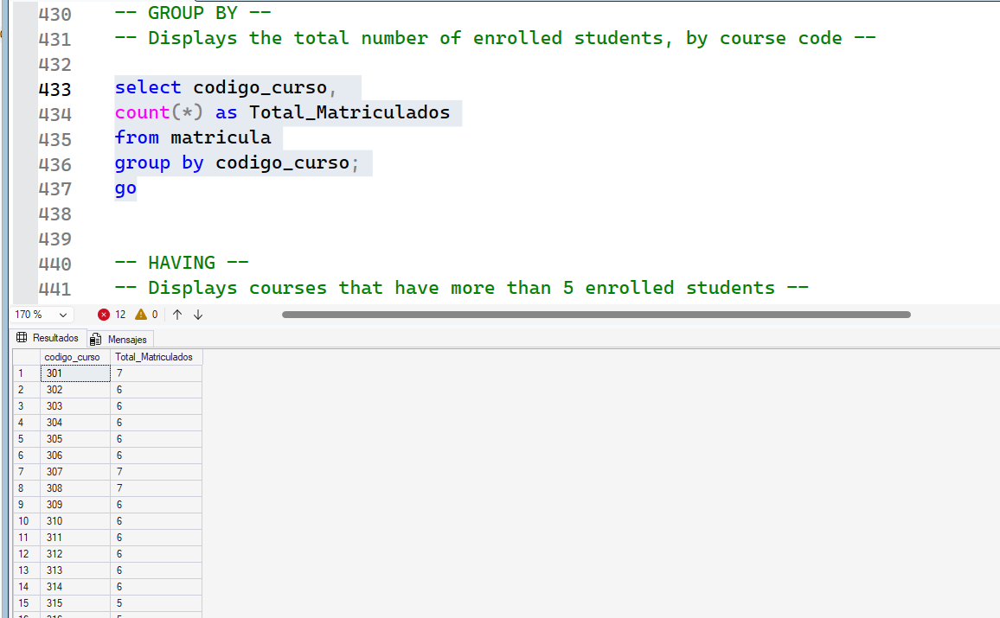 430 -- GROUP BY --
431 -- Displays the total number of enrolled students, by course code --
432
433 select codigo_curso,
434 count(*) as Total_Matriculados
435 from matricula
436 group by codigo_curso;
437 go
438
439
440 -- HAVING --
441 -- Displays courses that have more than 5 enrolled students --
170 % 12 0
Resultados Mensajes
codigo_curso Total_Matriculados
1 301 7
2 302 6
3 303 6
4 304 6
5 305 6
6 306 6
7 307 7
8 308 7
9 309 6
10 310 6
11 311 6
12 312 6
13 313 6
14 314 6
15 315 5